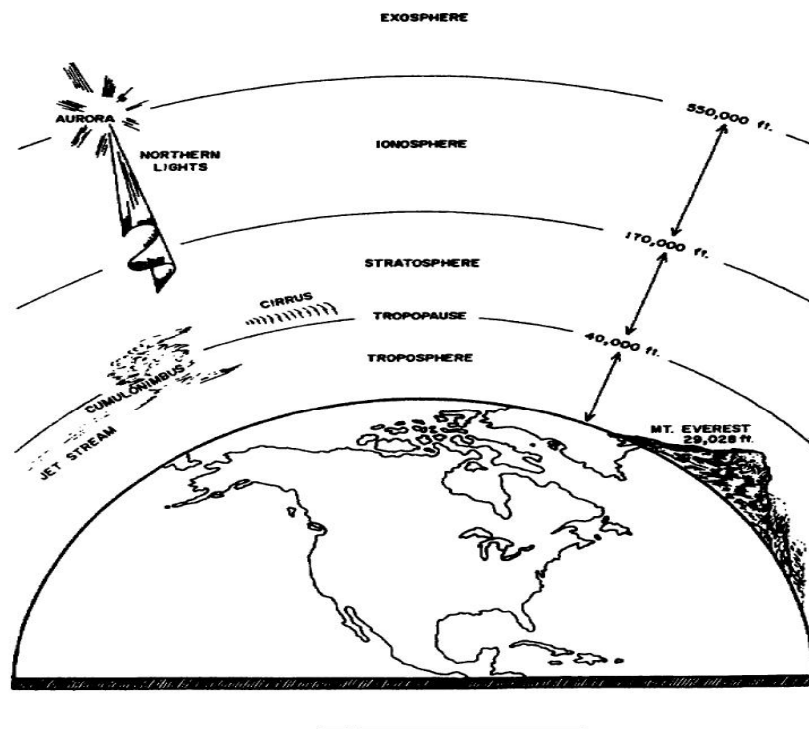 EXOSPHERE
550,000 ft.
AURORA
IONOSPHERE
NORTHERN
LIGHTS
170,000 ft.
STRATOSPHERE
CIRRUS
TROPOPAUSE
40,000 ft.
TROPOSPHERE
CUMULONIMBUS
MT. EVEREST
29,028 ft.
JET STREAM